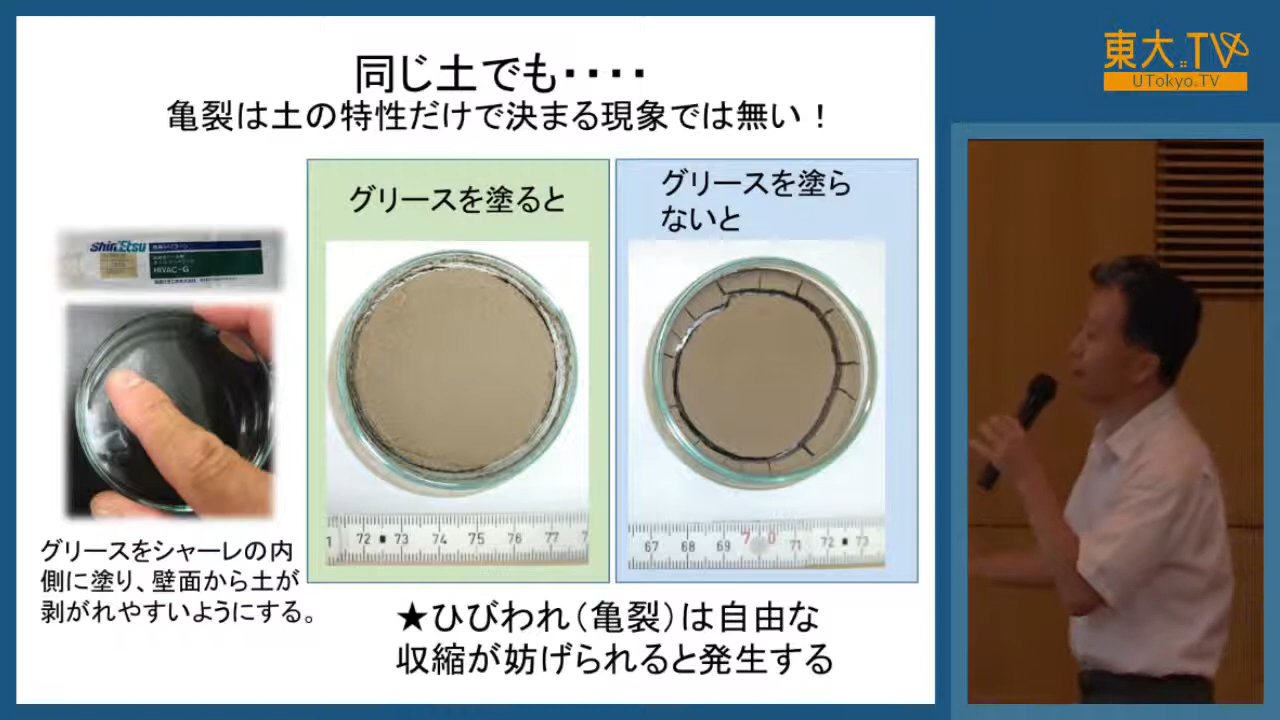 同じ土でも････
亀裂は土の特性だけで決まる現象では無い！
東大.TV
UTokyo.TV
グリースを塗ると
グリースを塗ら
ないと
ShinEtsu
HIVAC-G
72 73 74 75 76 77
67 68 69 70 71 72 73
グリースをシャーレの内
側に塗り、壁面から土が
剥がれやすいようにする。
★ひびわれ（亀裂）は自由な
収縮が妨げられると発生する